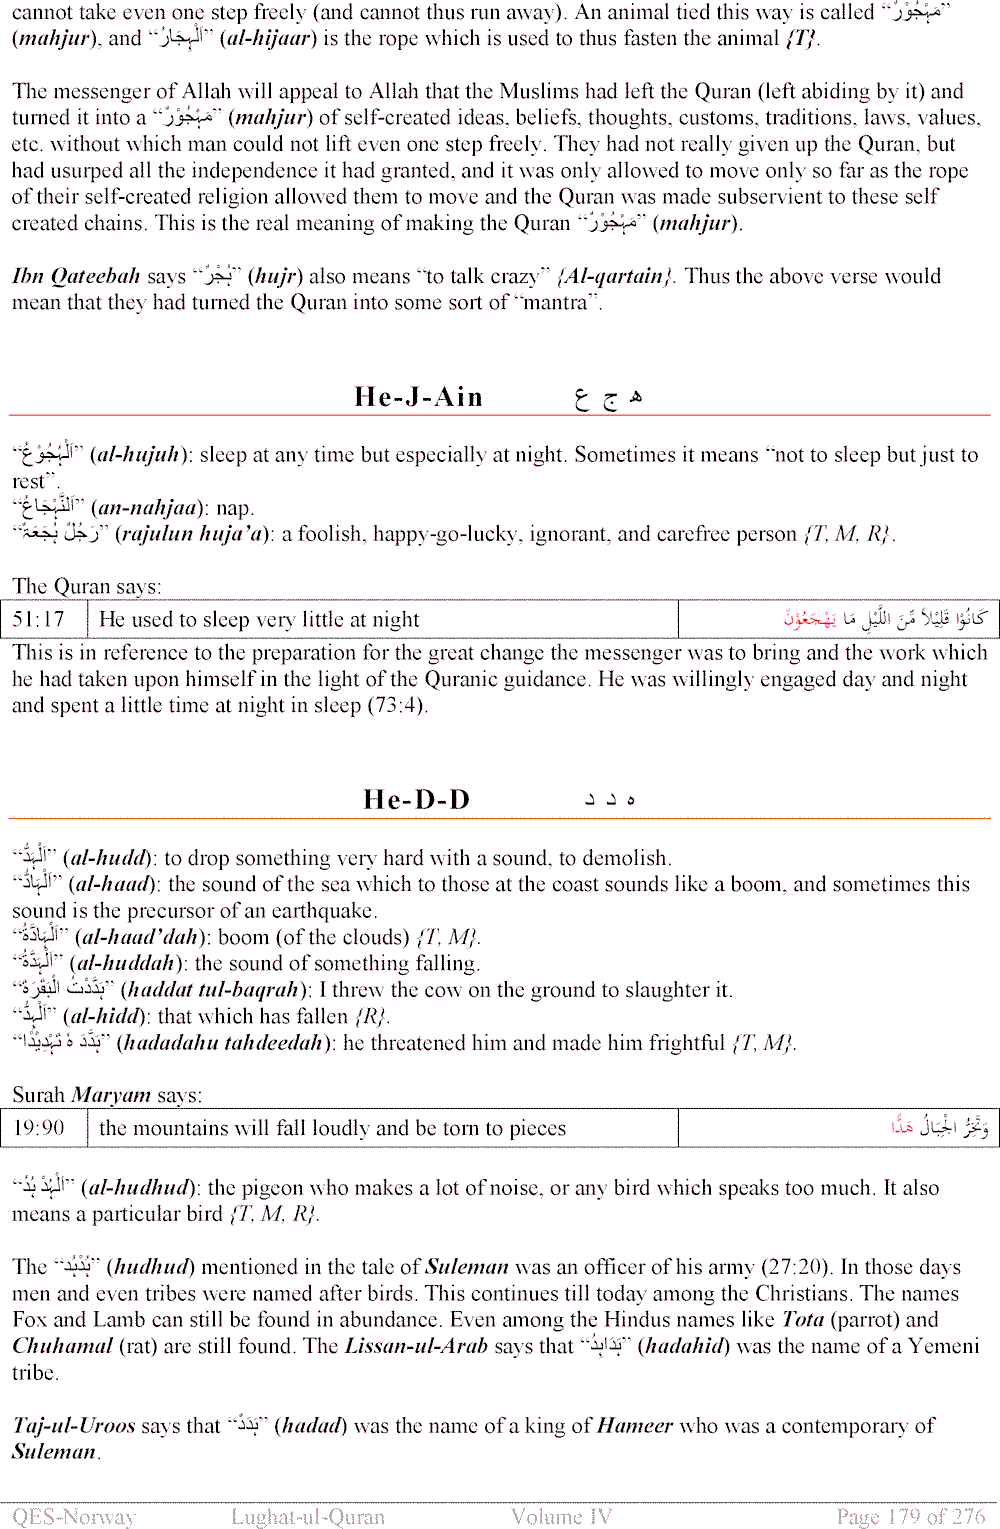 cannot take even one step freely (and cannot thus run away). An animal tied this way is called “مَہْجُوْرٌ”
(mahjur), and “اَلْہِجَارُ” (al-hijaar) is the rope which is used to thus fasten the animal {T}.
The messenger of Allah will appeal to Allah that the Muslims had left the Quran (left abiding by it) and
turned it into a “مَہْجُوْرٌ” (mahjur) of self-created ideas, beliefs, thoughts, customs, traditions, laws, values,
etc. without which man could not lift even one step freely. They had not really given up the Quran, but
had usurped all the independence it had granted, and it was only allowed to move only so far as the rope
of their self-created religion allowed them to move and the Quran was made subservient to these self
created chains. This is the real meaning of making the Quran “مَہْجُوْرٌ” (mahjur).
Ibn Qateebah says “ہُجْرٌ” (hujr) also means “to talk crazy” {Al-qartain}. Thus the above verse would
mean that they had turned the Quran into some sort of “mantra”.
He-J-Ain ه ج ع
“اَلْہُجُوْعُ” (al-hujuh): sleep at any time but especially at night. Sometimes it means “not to sleep but just to
rest”.
“اَلتَّہْجَاعُ” (an-nahjaa): nap.
“رَجُلٌ ہُجَعَۃٌ” (rajulun huja’a): a foolish, happy-go-lucky, ignorant, and carefree person {T, M, R}.
The Quran says:
51:17 He used to sleep very little at night كَانُوْا قَلِيْلاً مِّنَ اللَّيْلِ مَا يَهْجَعُوْنَ
This is in reference to the preparation for the great change the messenger was to bring and the work which
he had taken upon himself in the light of the Quranic guidance. He was willingly engaged day and night
and spent a little time at night in sleep (73:4).
He-D-D ه د د
“اَلْہَدُّ” (al-hudd): to drop something very hard with a sound, to demolish.
“اَلْہَادُّ” (al-haad): the sound of the sea which to those at the coast sounds like a boom, and sometimes this
sound is the precursor of an earthquake.
“اَلْہَادَّۃُ” (al-haad’dah): boom (of the clouds) {T, M}.
“اَلْہَدَّۃُ” (al-huddah): the sound of something falling.
“ہَدَّدْتُ الْبَقَرَۃَ” (haddat tul-baqrah): I threw the cow on the ground to slaughter it.
“اَلْہِدُّ” (al-hidd): that which has fallen {R}.
“ہَدَّدَ ہٗ تَہْدِیْدًا” (hadadahu tahdeedah): he threatened him and made him frightful {T, M}.
Surah Maryam says:
19:90 the mountains will fall loudly and be torn to pieces وَتَخِرُّ الْجِبَالُ هَدًّا
“اَلْہُدْ ہُدُ” (al-hudhud): the pigeon who makes a lot of noise, or any bird which speaks too much. It also
means a particular bird {T, M, R}.
The “ہُدْہُد” (hudhud) mentioned in the tale of Suleman was an officer of his army (27:20). In those days
men and even tribes were named after birds. This continues till today among the Christians. The names
Fox and Lamb can still be found in abundance. Even among the Hindus names like Tota (parrot) and
Chuhamal (rat) are still found. The Lissan-ul-Arab says that “ہَدَاہِدُ” (hadahid) was the name of a Yemeni
tribe.
Taj-ul-Uroos says that “ہَدَدٌ” (hadad) was the name of a king of Hameer who was a contemporary of
Suleman.
QES-Norway Lughat-ul-Quran Volume IV Page 179 of 276